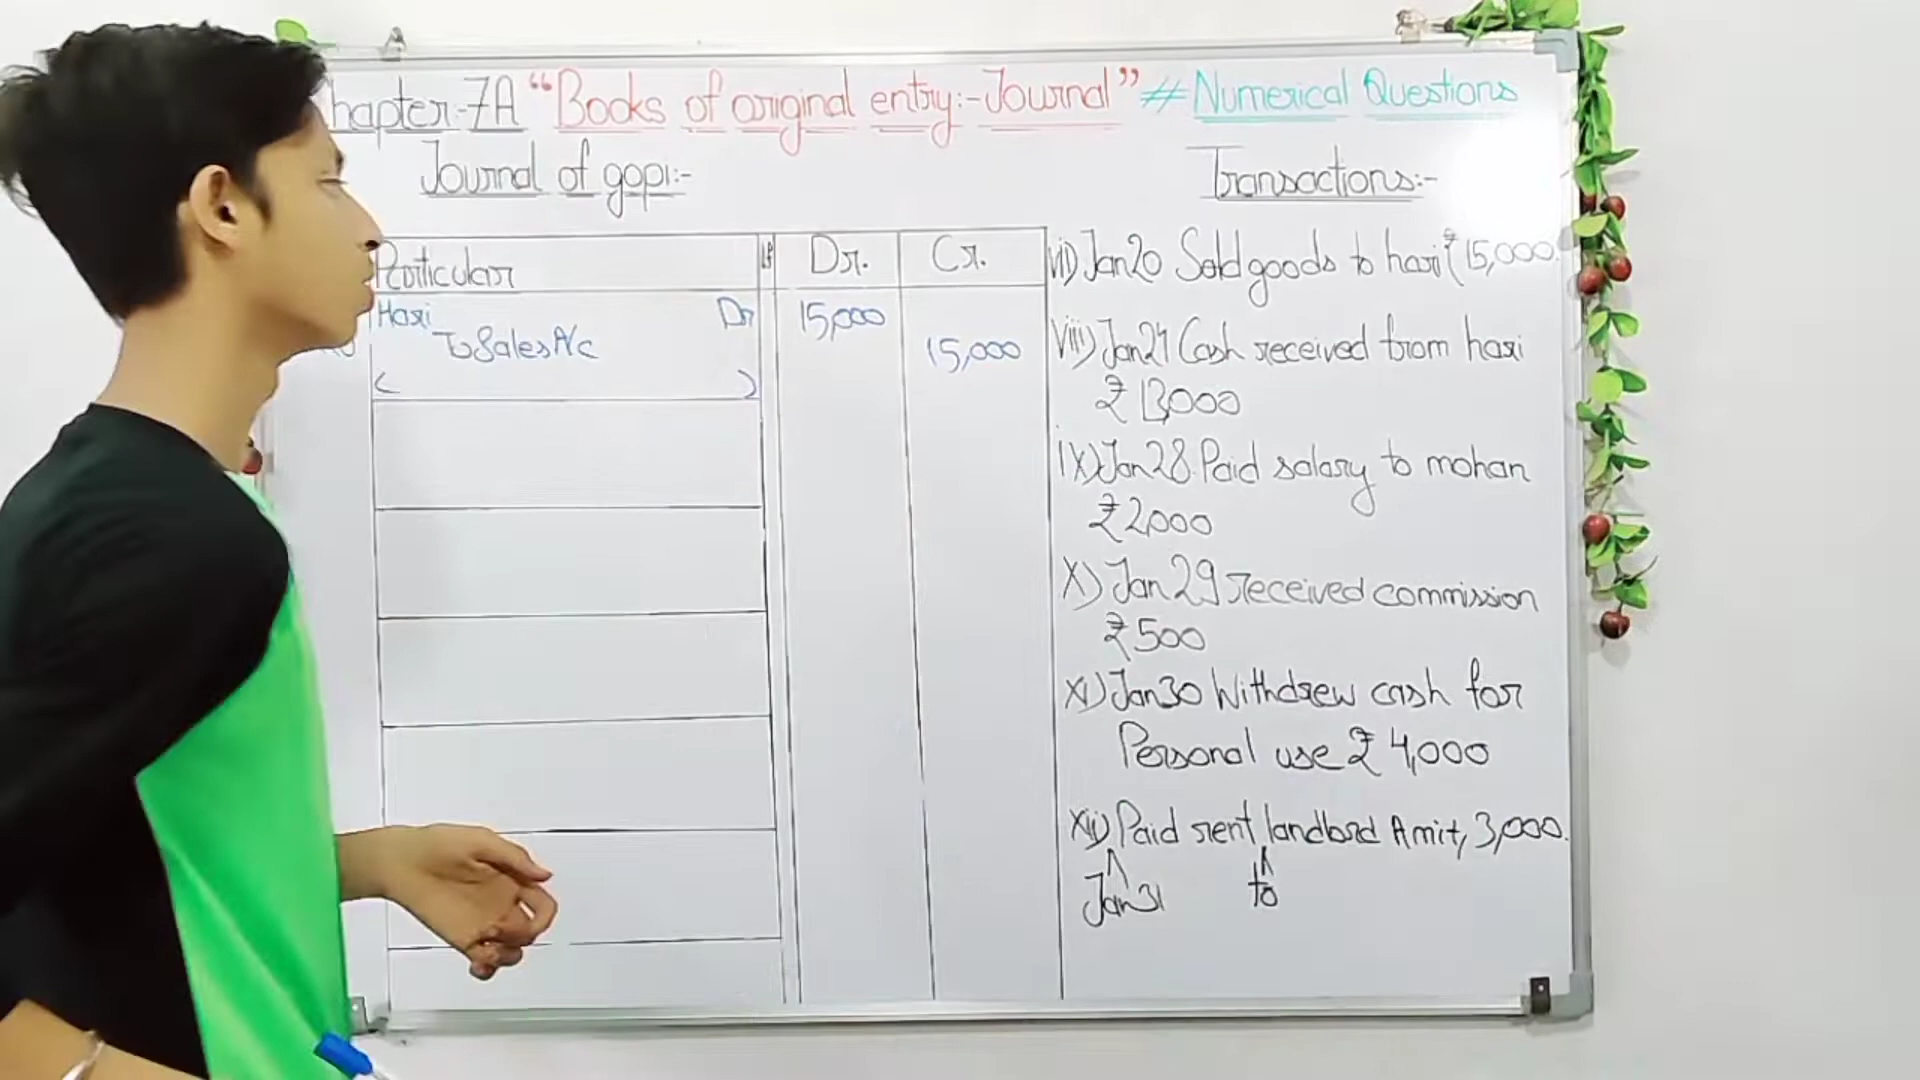 Chapter-7A “Books of original entry:-Journal” # Numerical Questions
Journal of gopi:-
Transactions:-
Particular LF Dr. Cr.
Hari Dr 15,000
To Sales A/c 15,000
( )
vii) Jan20 Sold goods to hari ₹15,000.
viii) Jan24 Cash received from hari
₹ 13,000
ix) Jan28 Paid salary to mohan
₹2,000
x) Jan29 received commission
₹500
xi) Jan30 Withdrew cash for
Personal use ₹ 4,000
xii) Paid rent landlord Amit, 3,000.
^ ^
Jan31 to